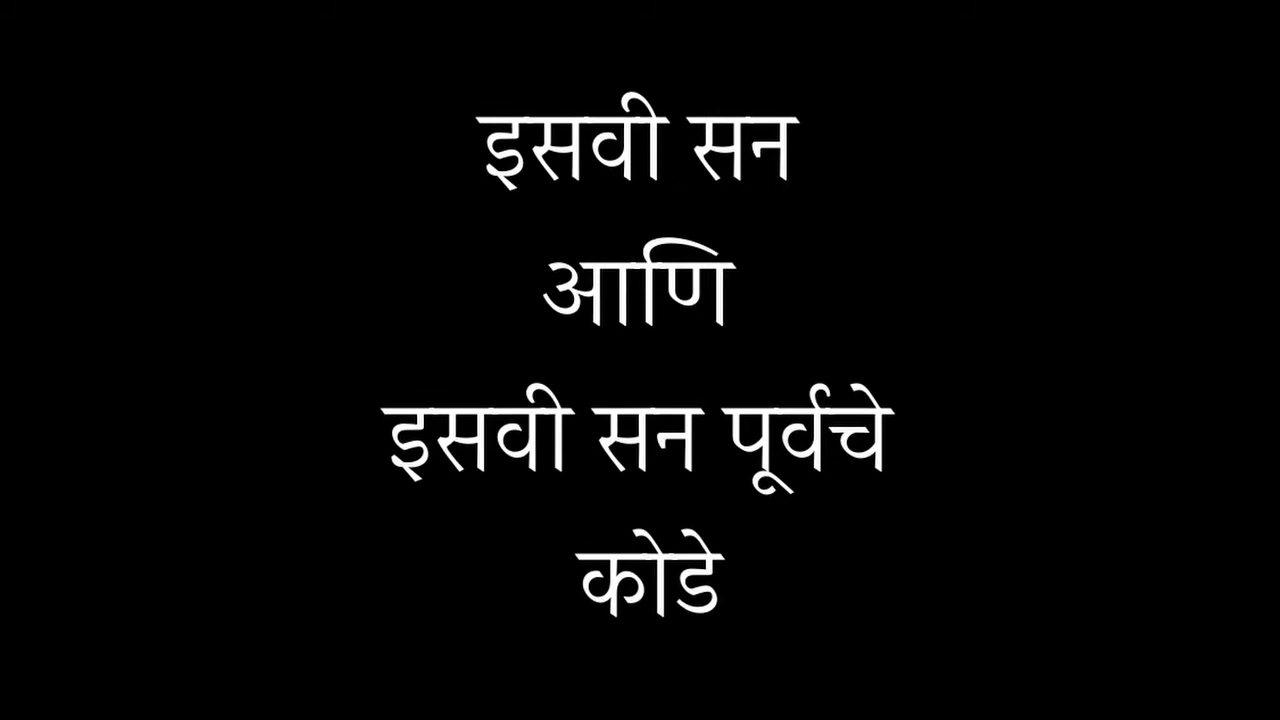 इसवी सन
आणि
इसवी सन पूर्वचे
कोडे